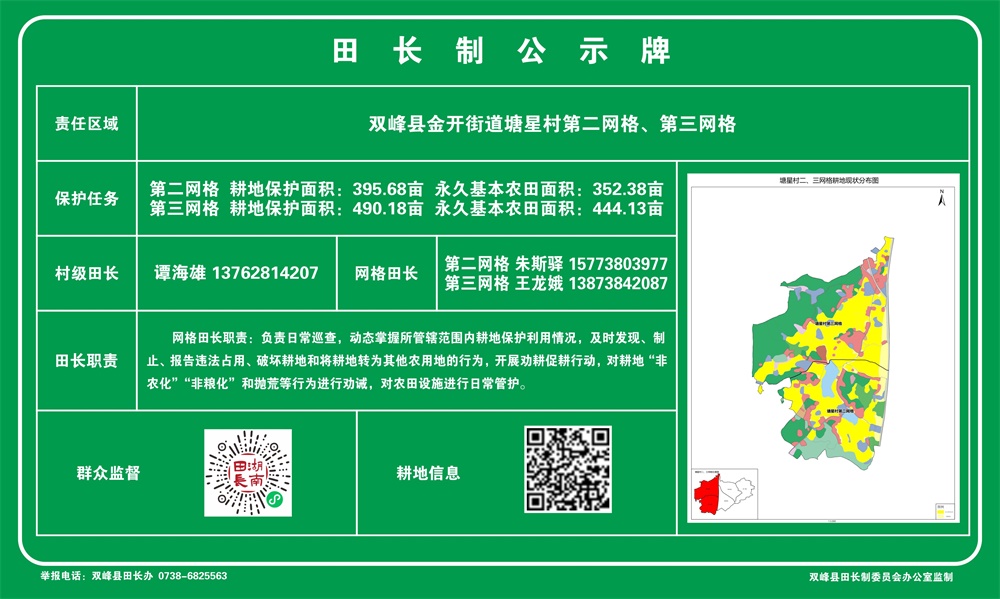 田长制公示牌
责任区域
双峰县金开街道塘星村第二网格、第三网格
保护任务
第二网格 耕地保护面积：395.68亩 永久基本农田面积：352.38亩
第三网格 耕地保护面积：490.18亩 永久基本农田面积：444.13亩
村级田长
谭海雄 13762814207
网格田长
第二网格 朱斯驿 15773803977
第三网格 王龙娥 13873842087
田长职责
网格田长职责：负责日常巡查，动态掌握所管辖范围内耕地保护利用情况，及时发现、制
止、报告违法占用、破坏耕地和将耕地转为其他农用地的行为，开展劝耕促耕行动，对耕地“非
农化”“非粮化”和抛荒等行为进行劝诫，对农田设施进行日常管护。
群众监督
湖南
田長
耕地信息
塘星村二、三网格耕地现状分布图
N
塘星村第三网格
塘星村第二网格
举报电话：双峰县田长办 0738-6825563
双峰县田长制委员会办公室监制